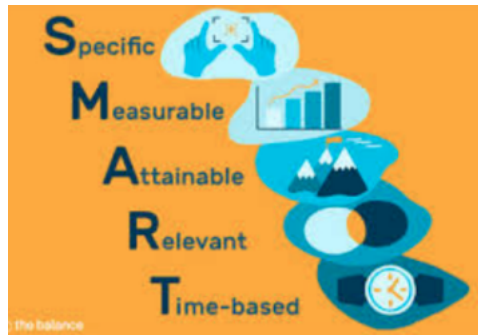 Specific
Measurable
Attainable
Relevant
Time-based
the balance